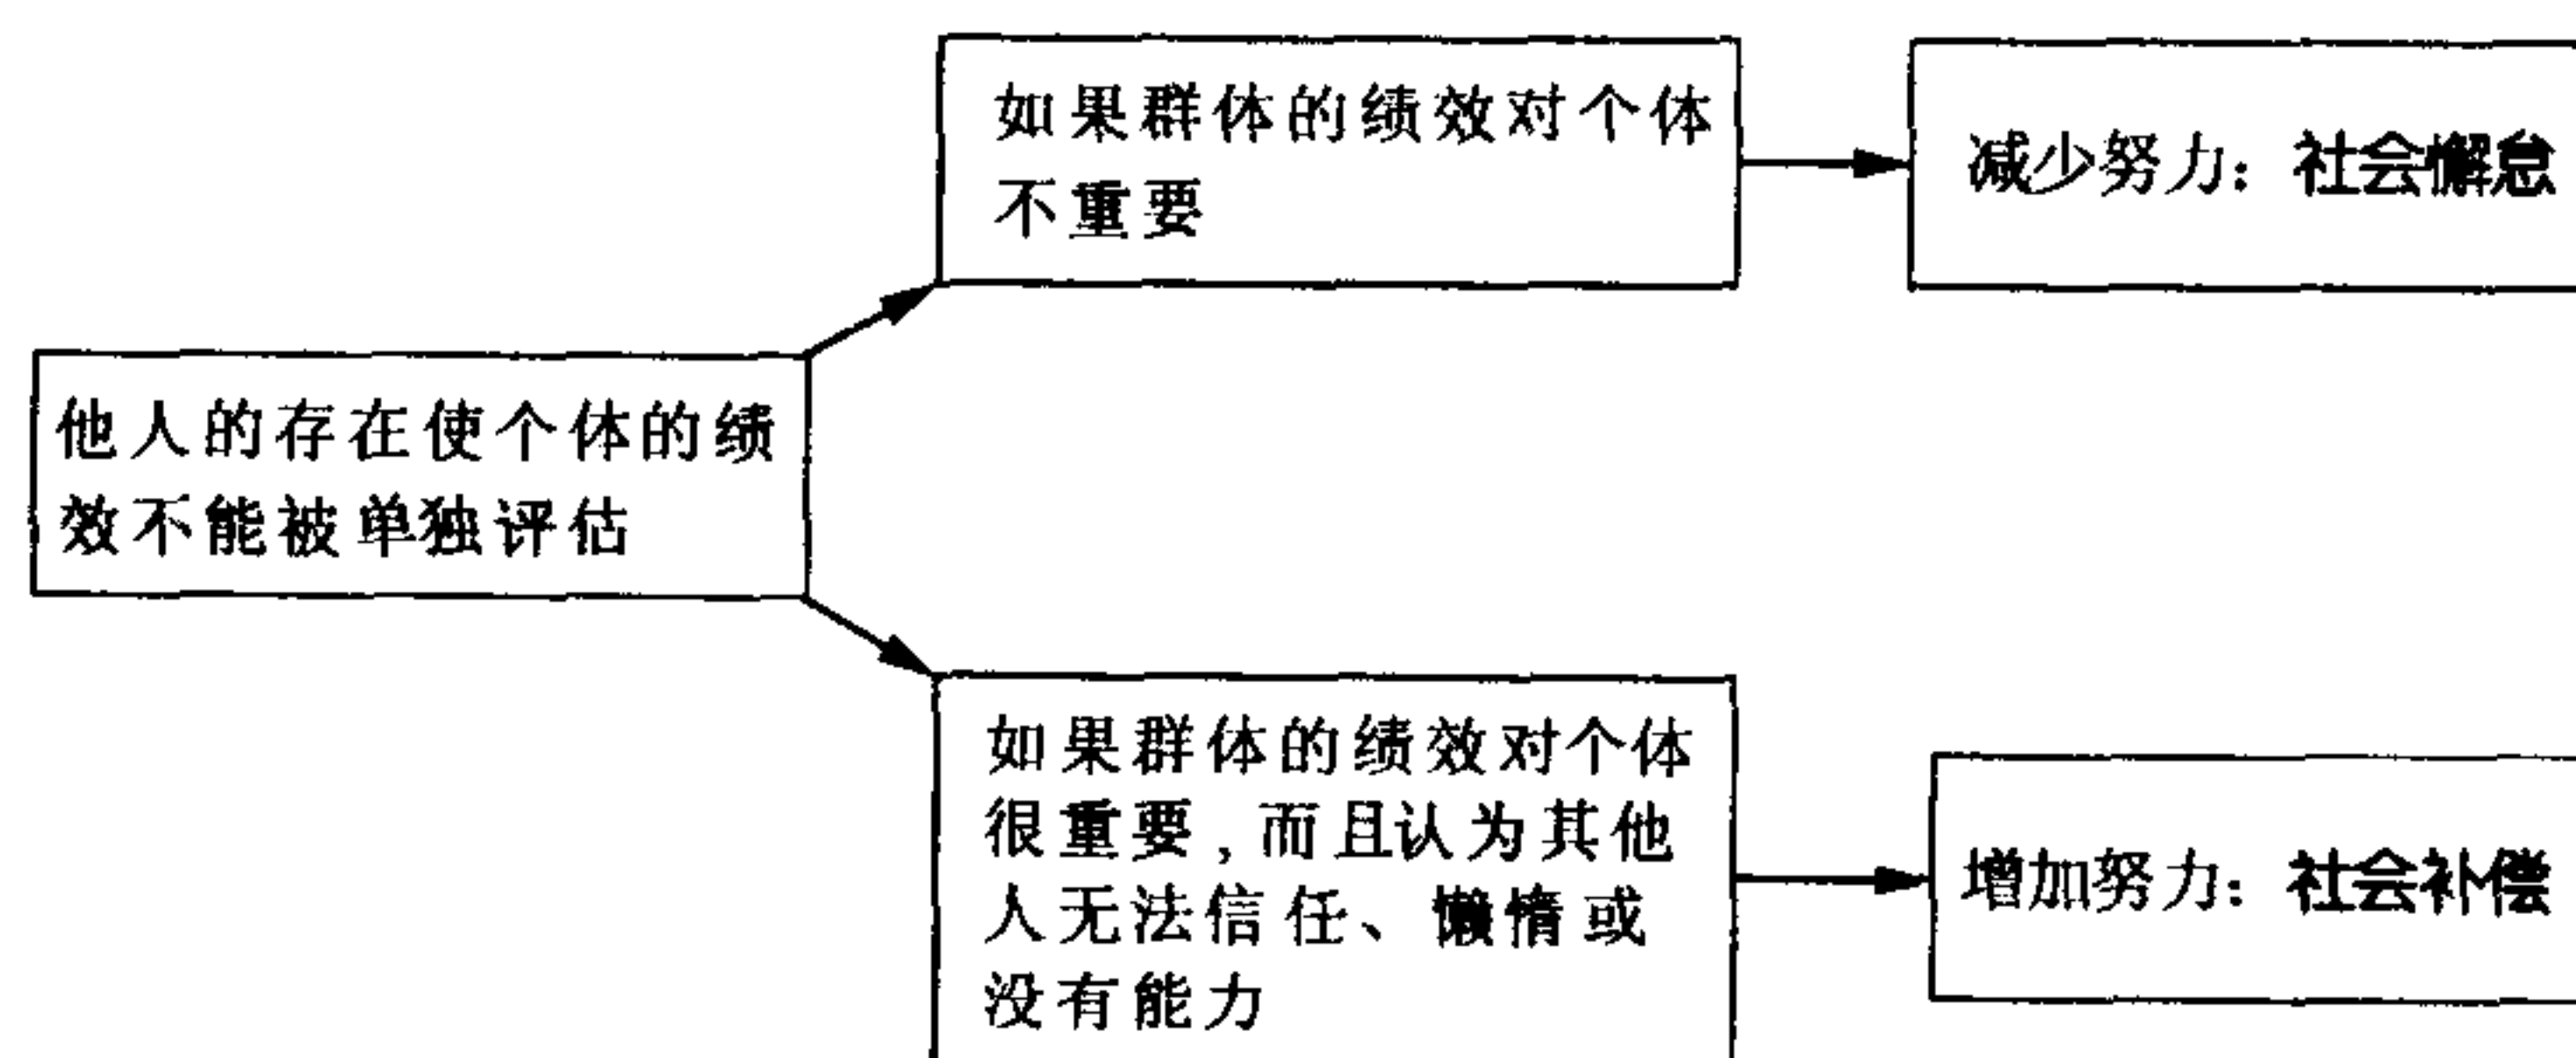 如果群体的绩效对个体
不重要
减少努力：社会懈怠
他人的存在使个体的绩
效不能被单独评估
如果群体的绩效对个体
很重要，而且认为其他
人无法信任、懒惰或
没有能力
增加努力：社会补偿